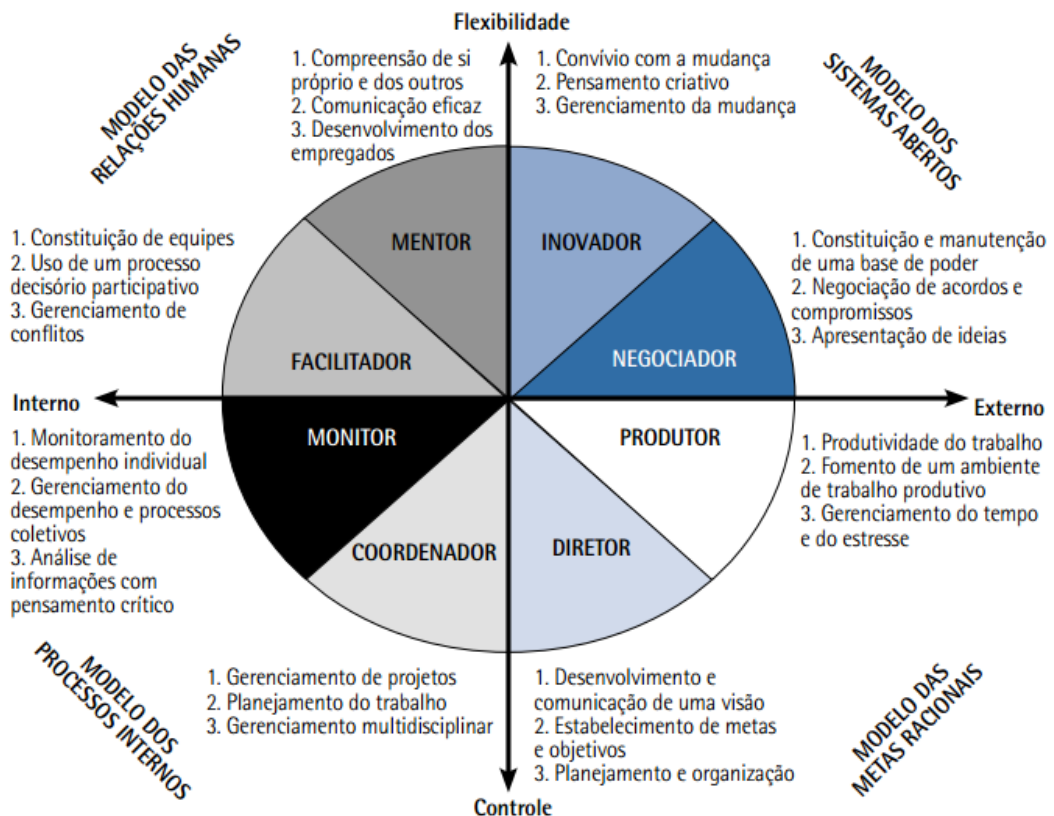 Flexibilidade
MODELO DAS
RELAÇÕES HUMANAS
1. Compreensão de si
próprio e dos outros
2. Comunicação eficaz
3. Desenvolvimento dos
empregados
1. Convívio com a mudança
2. Pensamento criativo
3. Gerenciamento da mudança
MODELO DOS
SISTEMAS ABERTOS
MENTOR
INOVADOR
1. Constituição de equipes
2. Uso de um processo
decisório participativo
3. Gerenciamento de
conflitos
1. Constituição e manutenção
de uma base de poder
2. Negociação de acordos e
compromissos
3. Apresentação de ideias
FACILITADOR
NEGOCIADOR
Interno
Externo
MONITOR
PRODUTOR
1. Monitoramento do
desempenho individual
2. Gerenciamento do
desempenho e processos
coletivos
3. Análise de
informações com
pensamento crítico
1. Produtividade do trabalho
2. Fomento de um ambiente
de trabalho produtivo
3. Gerenciamento do tempo
e do estresse
COORDENADOR
DIRETOR
MODELO DOS
PROCESSOS INTERNOS
1. Gerenciamento de projetos
2. Planejamento do trabalho
3. Gerenciamento multidisciplinar
1. Desenvolvimento e
comunicação de uma visão
2. Estabelecimento de metas
e objetivos
3. Planejamento e organização
MODELO DAS
METAS RACIONAIS
Controle